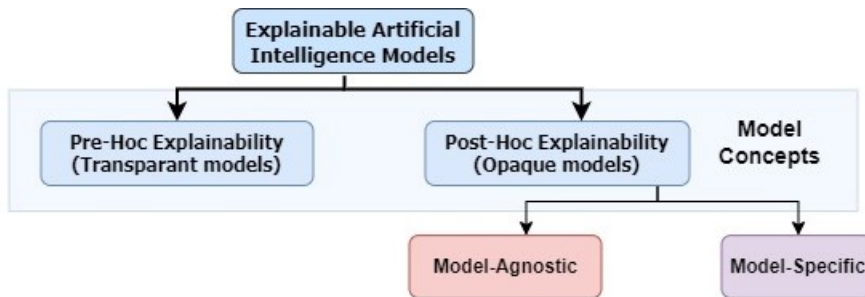 Explainable Artificial
Intelligence Models
Pre-Hoc Explainability
(Transparant models)
Post-Hoc Explainability
(Opaque models)
Model
Concepts
Model-Agnostic
Model-Specific